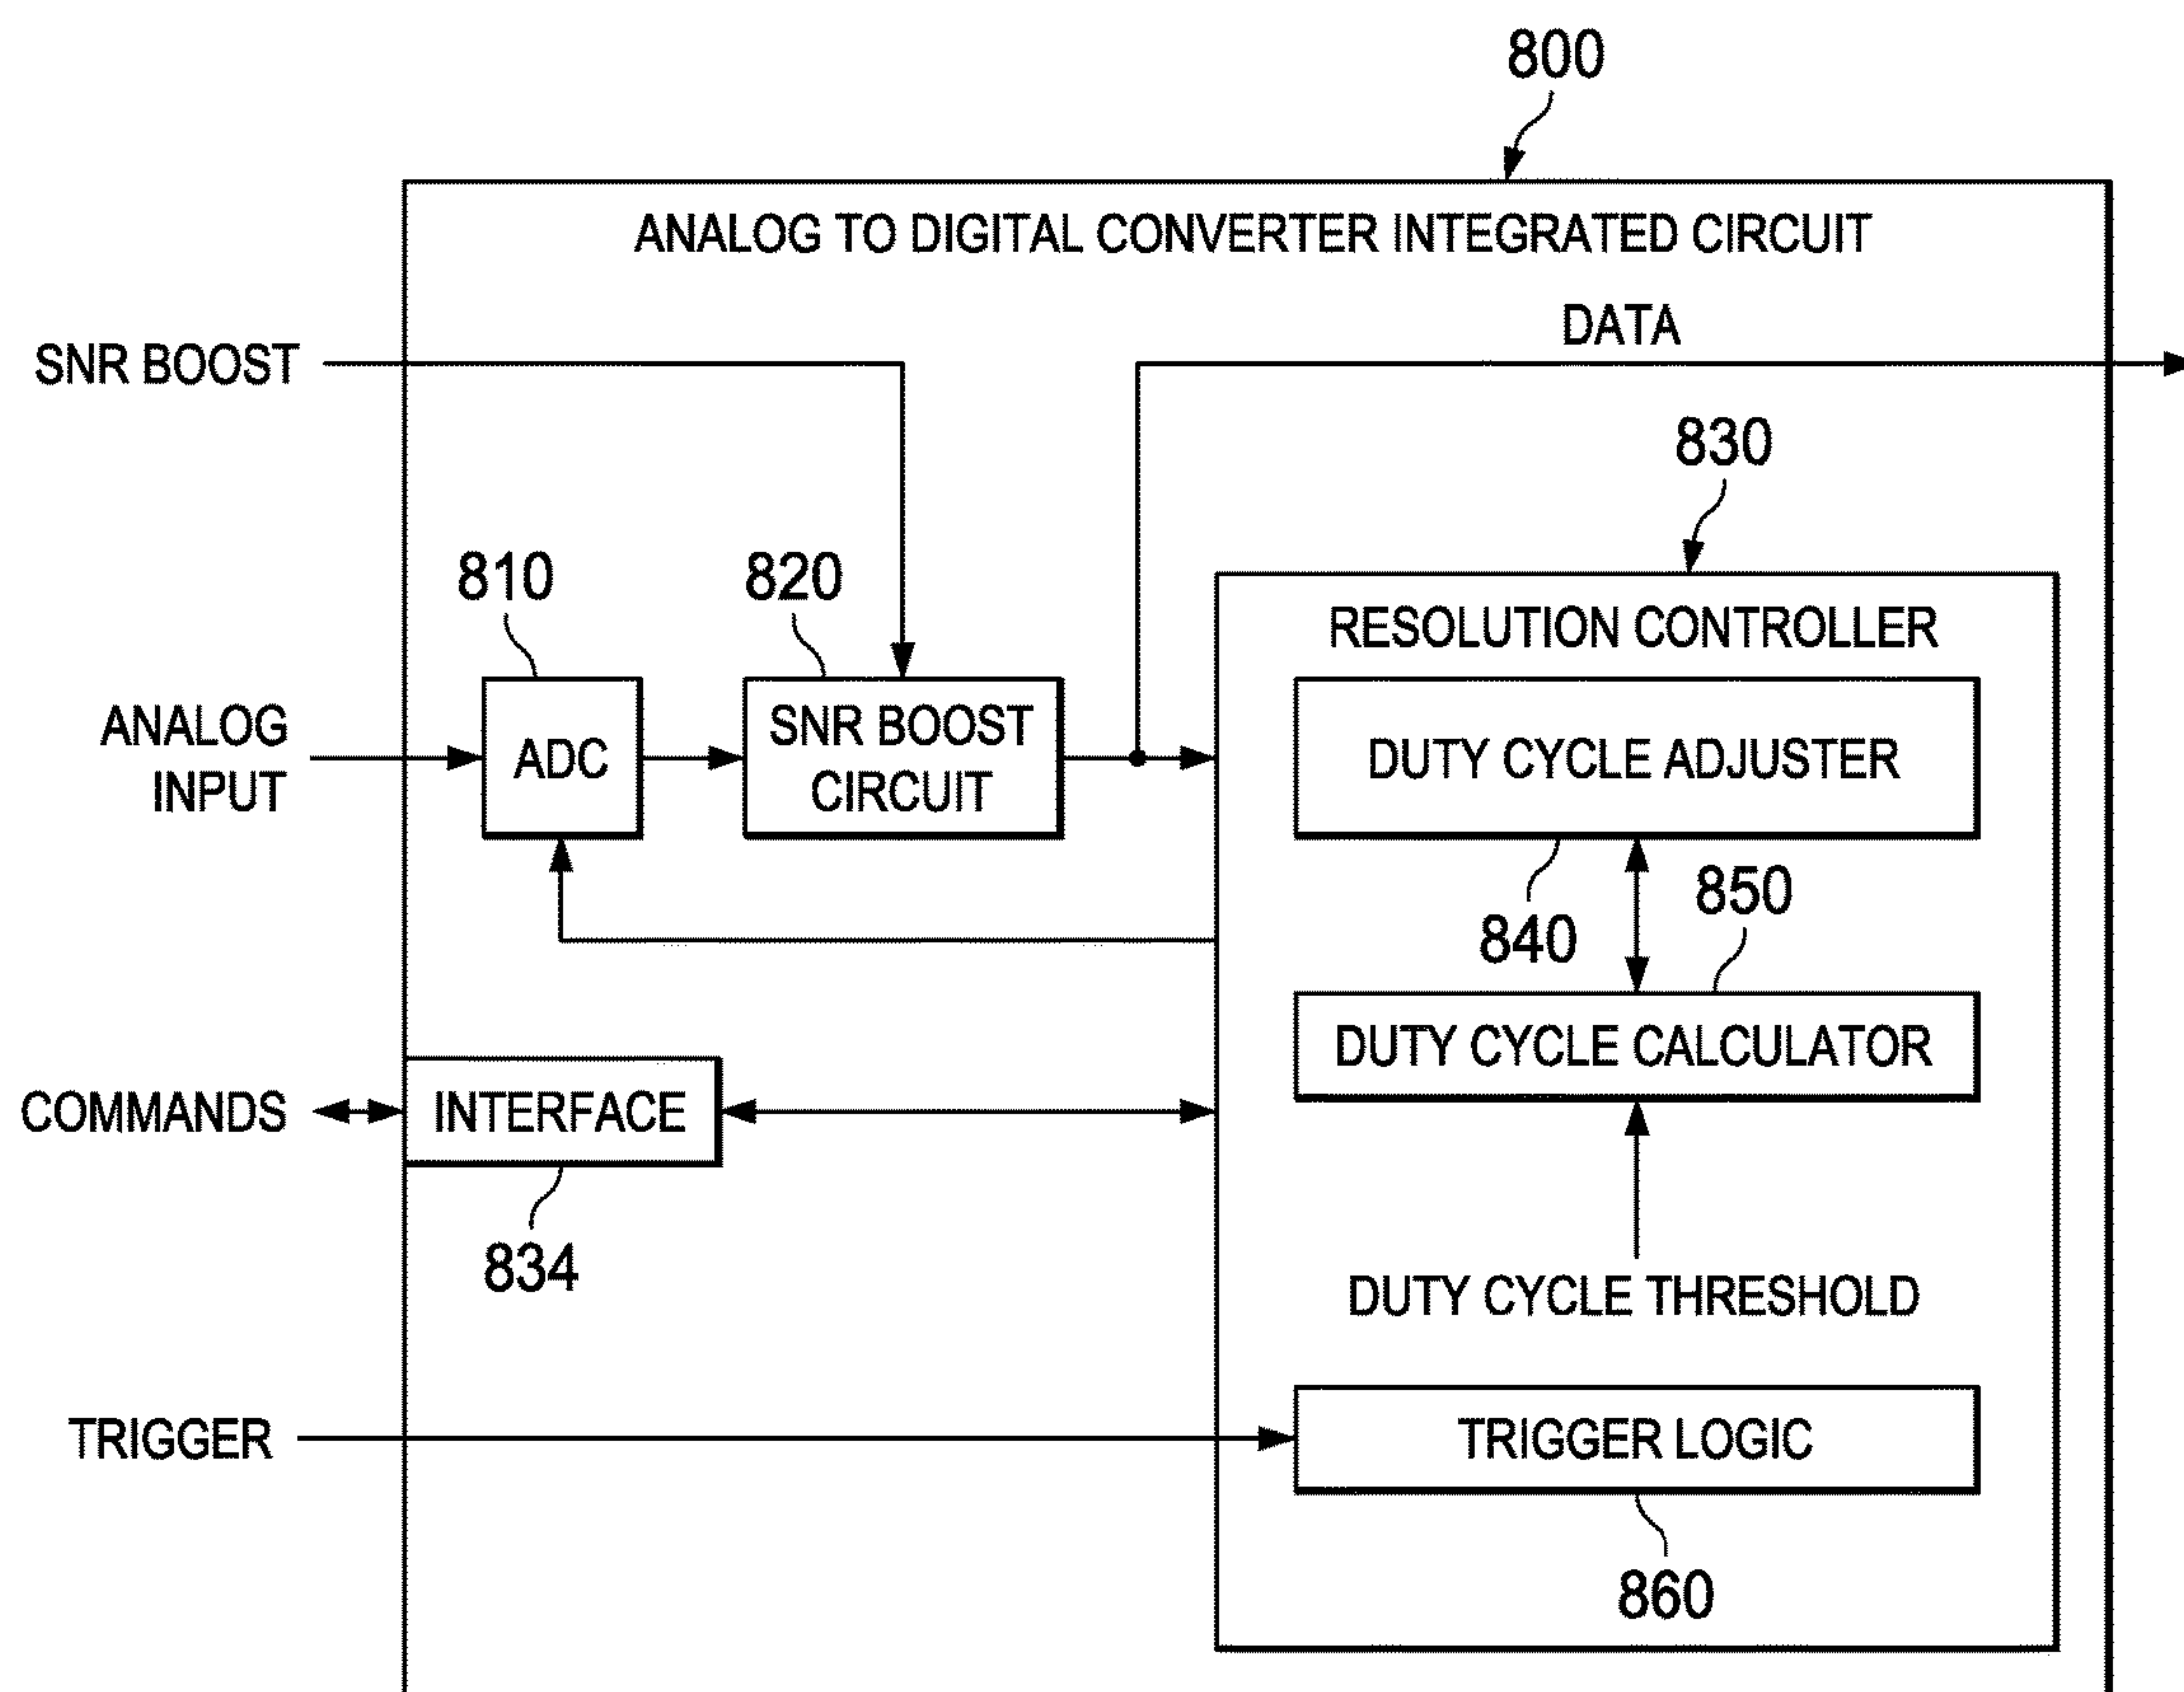 800
ANALOG TO DIGITAL CONVERTER INTEGRATED CIRCUIT
DATA
SNR BOOST
830
810
820
RESOLUTION CONTROLLER
ANALOG
INPUT
ADC
SNR BOOST
CIRCUIT
DUTY CYCLE ADJUSTER
840
850
DUTY CYCLE CALCULATOR
COMMANDS
INTERFACE
834
DUTY CYCLE THRESHOLD
TRIGGER
TRIGGER LOGIC
860